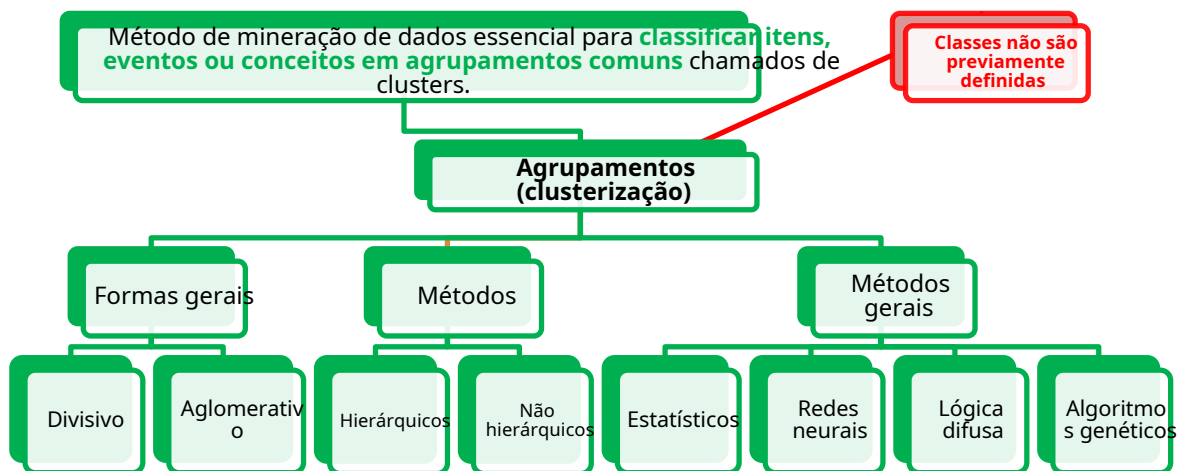 Método de mineração de dados essencial para classificar itens,
eventos ou conceitos em agrupamentos comuns chamados de
clusters.
Classes não são
previamente
definidas
Agrupamentos
(clusterização)
Formas gerais
Métodos
Métodos
gerais
Divisivo
Aglomerativ
o
Hierárquicos
Não
hierárquicos
Estatísticos
Redes
neurais
Lógica
difusa
Algoritmo
s genéticos